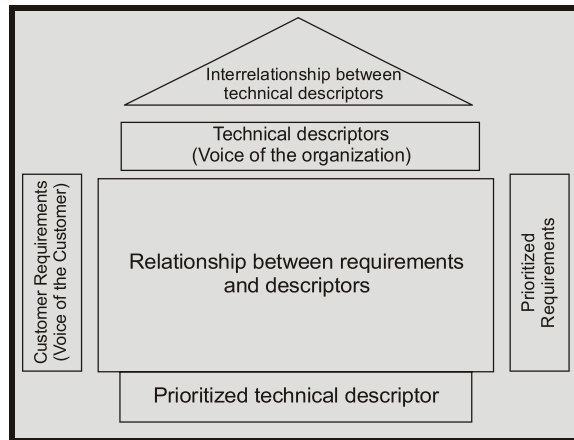 Interrelationship between
technical descriptors
Technical descriptors
(Voice of the organization)
Customer Requirements
(Voice of the Customer)
Relationship between requirements
and descriptors
Prioritized
Requirements
Prioritized technical descriptor